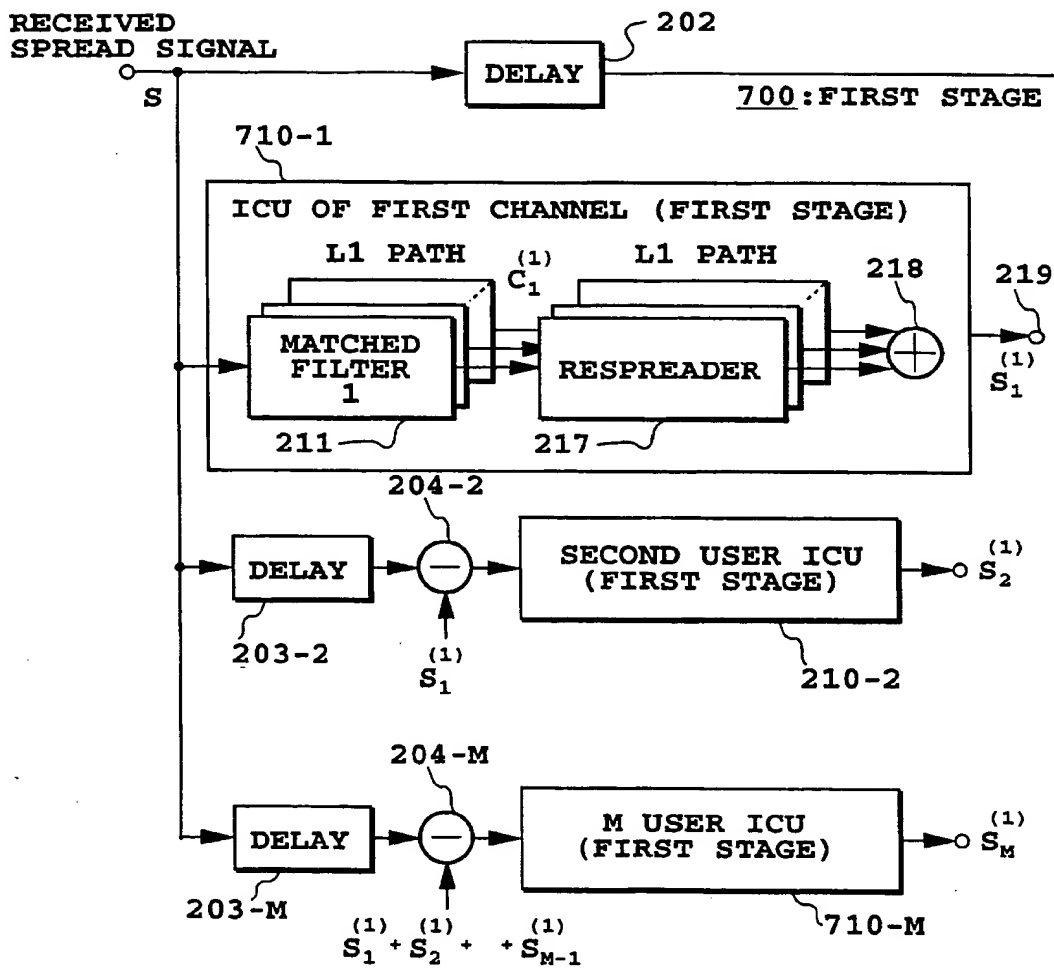 RECEIVED
SPREAD SIGNAL
S
202
DELAY
700:FIRST STAGE
710-1
ICU OF FIRST CHANNEL (FIRST STAGE)
L1 PATH
C₁⁽¹⁾
L1 PATH
218
219
MATCHED
FILTER
1
RESPREADER
S₁⁽¹⁾
211
217
204-2
DELAY
SECOND USER ICU
(FIRST STAGE)
S₂⁽¹⁾
203-2
S₁⁽¹⁾
210-2
204-M
DELAY
M USER ICU
(FIRST STAGE)
S_M⁽¹⁾
203-M
S₁⁽¹⁾ + S₂⁽¹⁾ + + S_{M-1}⁽¹⁾
710-M